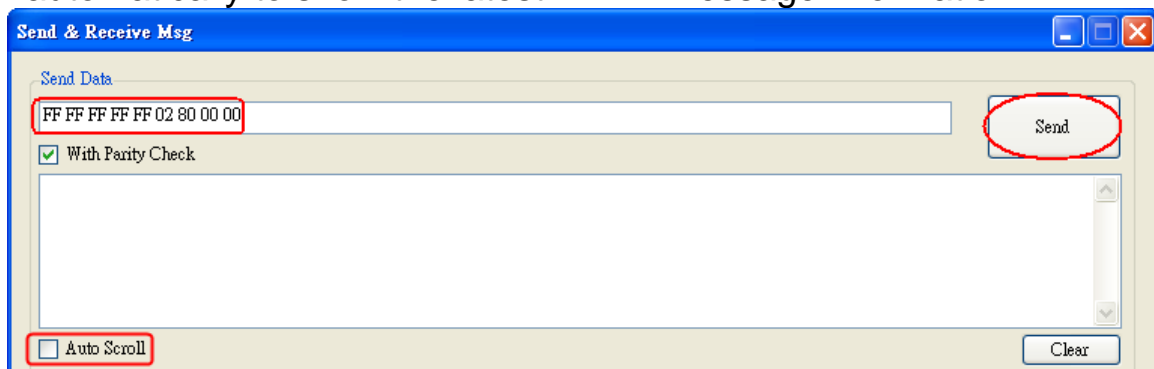 Send & Receive Msg
Send Data
FF FF FF FF FF 02 80 00 00
Send
With Parity Check
Auto Scroll
Clear